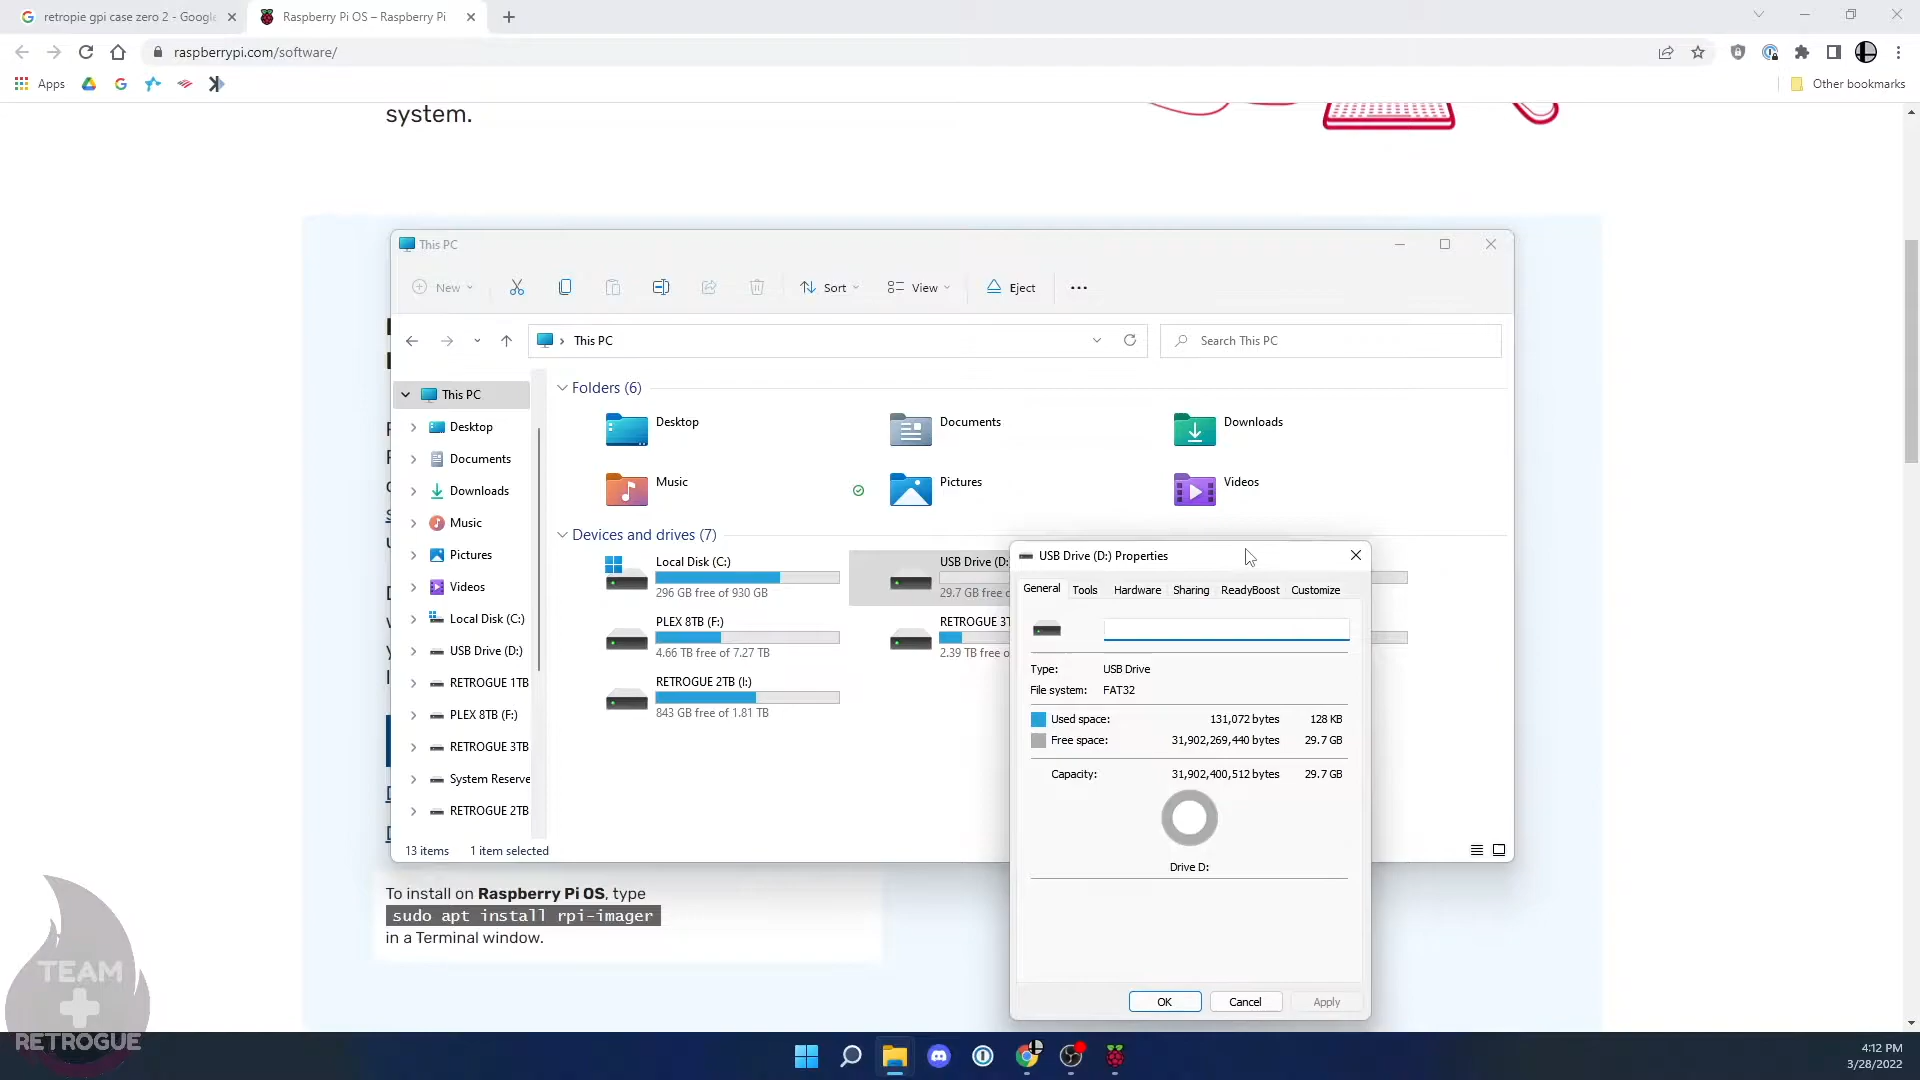 retropie gpi case zero 2 - Google
Raspberry Pi OS – Raspberry Pi
raspberrypi.com/software/
Apps
Other bookmarks
system.
This PC
New
Sort
View
Eject
This PC
Search This PC
This PC
Desktop
Documents
Downloads
Music
Pictures
Videos
Local Disk (C:)
USB Drive (D:)
RETROGUE 1TB
PLEX 8TB (F:)
RETROGUE 3TB
System Reserve
RETROGUE 2TB
Folders (6)
Desktop
Documents
Downloads
Music
Pictures
Videos
Devices and drives (7)
Local Disk (C:)
296 GB free of 930 GB
USB Drive (D:
29.7 GB free o
PLEX 8TB (F:)
4.66 TB free of 7.27 TB
RETROGUE 3T
2.39 TB free o
RETROGUE 2TB (I:)
843 GB free of 1.81 TB
13 items
1 item selected
USB Drive (D:) Properties
General
Tools
Hardware
Sharing
ReadyBoost
Customize
Type: USB Drive
File system: FAT32
Used space: 131,072 bytes 128 KB
Free space: 31,902,269,440 bytes 29.7 GB
Capacity: 31,902,400,512 bytes 29.7 GB
Drive D:
OK
Cancel
Apply
To install on Raspberry Pi OS, type
sudo apt install rpi-imager
in a Terminal window.
TEAM
RETROGUE
4:12 PM
3/28/2022